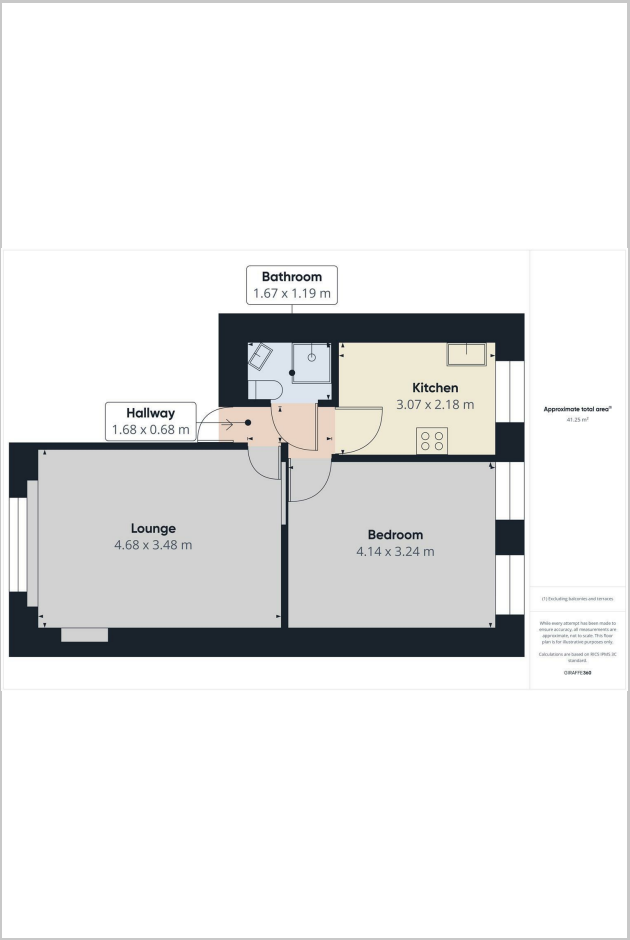 Bathroom
1.67 x 1.19 m
Kitchen
3.07 x 2.18 m
Hallway
1.68 x 0.68 m
Lounge
4.68 x 3.48 m
Bedroom
4.14 x 3.24 m
Approximate total area⁽¹⁾
41.25 m²
(1) Excluding balconies and terraces
While every attempt has been made to
ensure accuracy, all measurements are
approximate, not to scale. This floor
plan is for illustrative purposes only.
Calculations are based on RICS IPMS 3C
standard.
GIRAFFE360